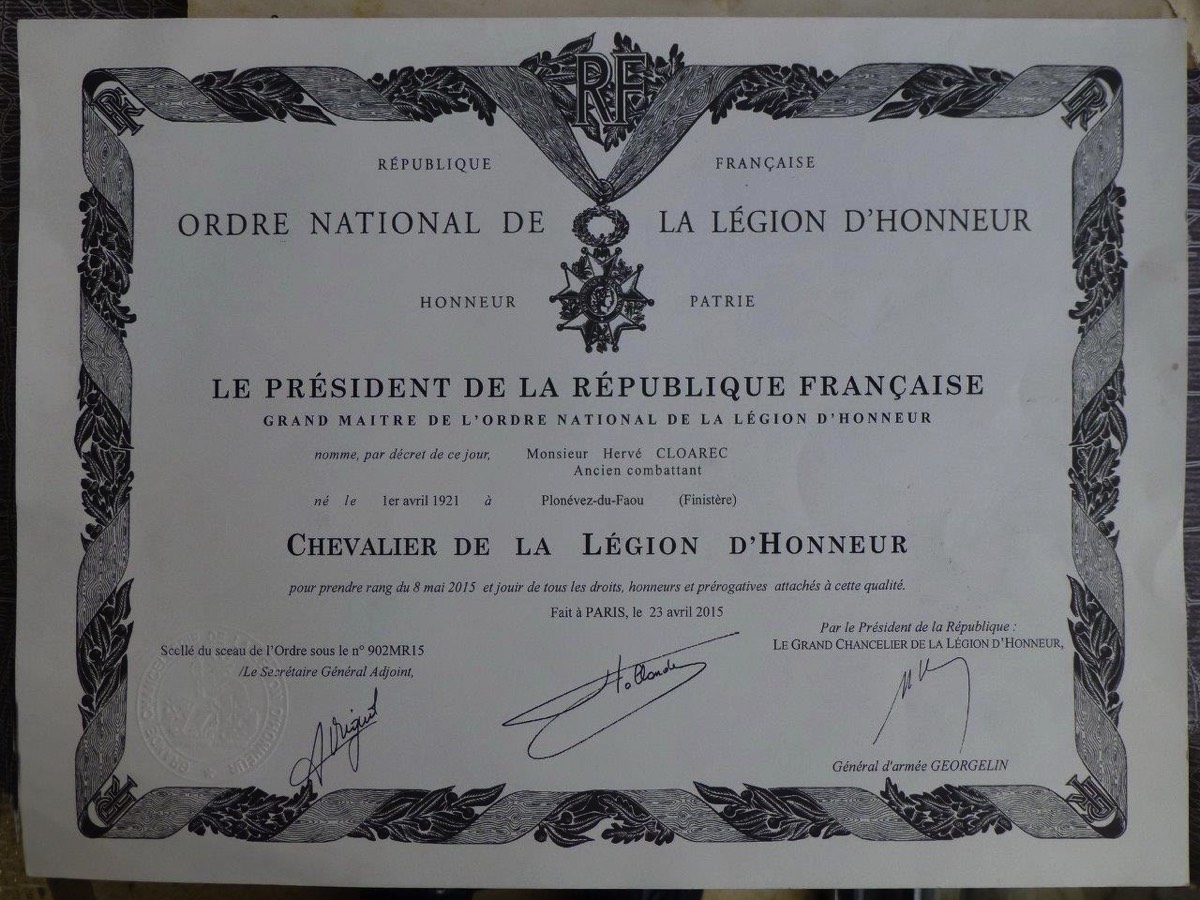 RF
RÉPUBLIQUE FRANÇAISE
ORDRE NATIONAL DE LA LÉGION D'HONNEUR
HONNEUR PATRIE
LE PRÉSIDENT DE LA RÉPUBLIQUE FRANÇAISE
GRAND MAITRE DE L'ORDRE NATIONAL DE LA LÉGION D'HONNEUR
nomme, par décret de ce jour, Monsieur Hervé CLOAREC
Ancien combattant
né le 1er avril 1921 à Plonévez-du-Faou (Finistère)
CHEVALIER DE LA LÉGION D'HONNEUR
pour prendre rang du 8 mai 2015 et jouir de tous les droits, honneurs et prérogatives attachés à cette qualité.
Fait à PARIS, le 23 avril 2015
Par le Président de la République :
LE GRAND CHANCELIER DE LA LÉGION D'HONNEUR,
Scellé du sceau de l'Ordre sous le n° 902MR15
/Le Secrétaire Général Adjoint,
Hollande
Général d'armée GEORGELIN
RF
RF
RF
RF